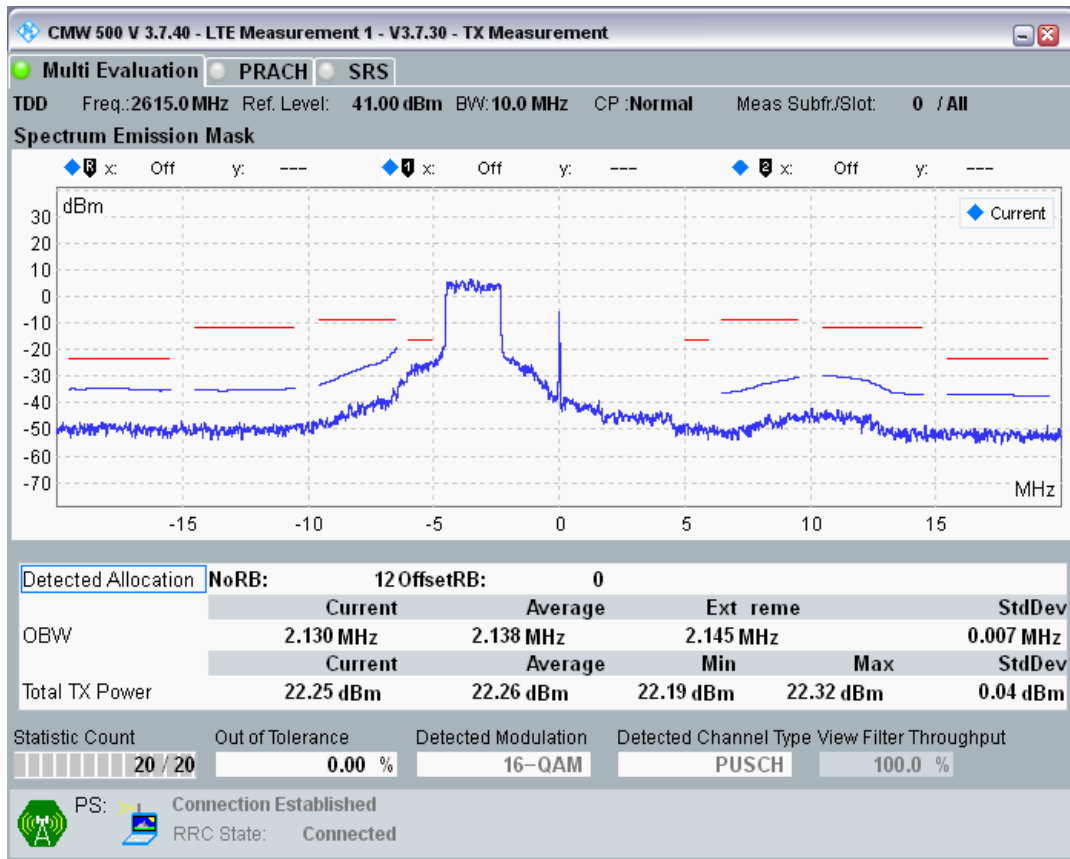 CMW 500 V 3.7.40 - LTE Measurement 1 - V3.7.30 - TX Measurement
Multi Evaluation PRACH SRS
TDD Freq.:2615.0 MHz Ref. Level: 41.00 dBm BW:10.0 MHz CP :Normal Meas Subfr./Slot: 0 / All
Spectrum Emission Mask
R x: Off y: --- 1 x: Off y: --- 2 x: Off y: ---
dBm
Current
30
20
10
0
-10
-20
-30
-40
-50
-60
-70
MHz
-15 -10 -5 0 5 10 15
Detected Allocation NoRB: 12 OffsetRB: 0
Current Average Ext reme StdDev
OBW 2.130 MHz 2.138 MHz 2.145 MHz 0.007 MHz
Current Average Min Max StdDev
Total TX Power 22.25 dBm 22.26 dBm 22.19 dBm 22.32 dBm 0.04 dBm
Statistic Count Out of Tolerance Detected Modulation Detected Channel Type View Filter Throughput
20 / 20 0.00 % 16-QAM PUSCH 100.0 %
PS: Connection Established
RRC State: Connected